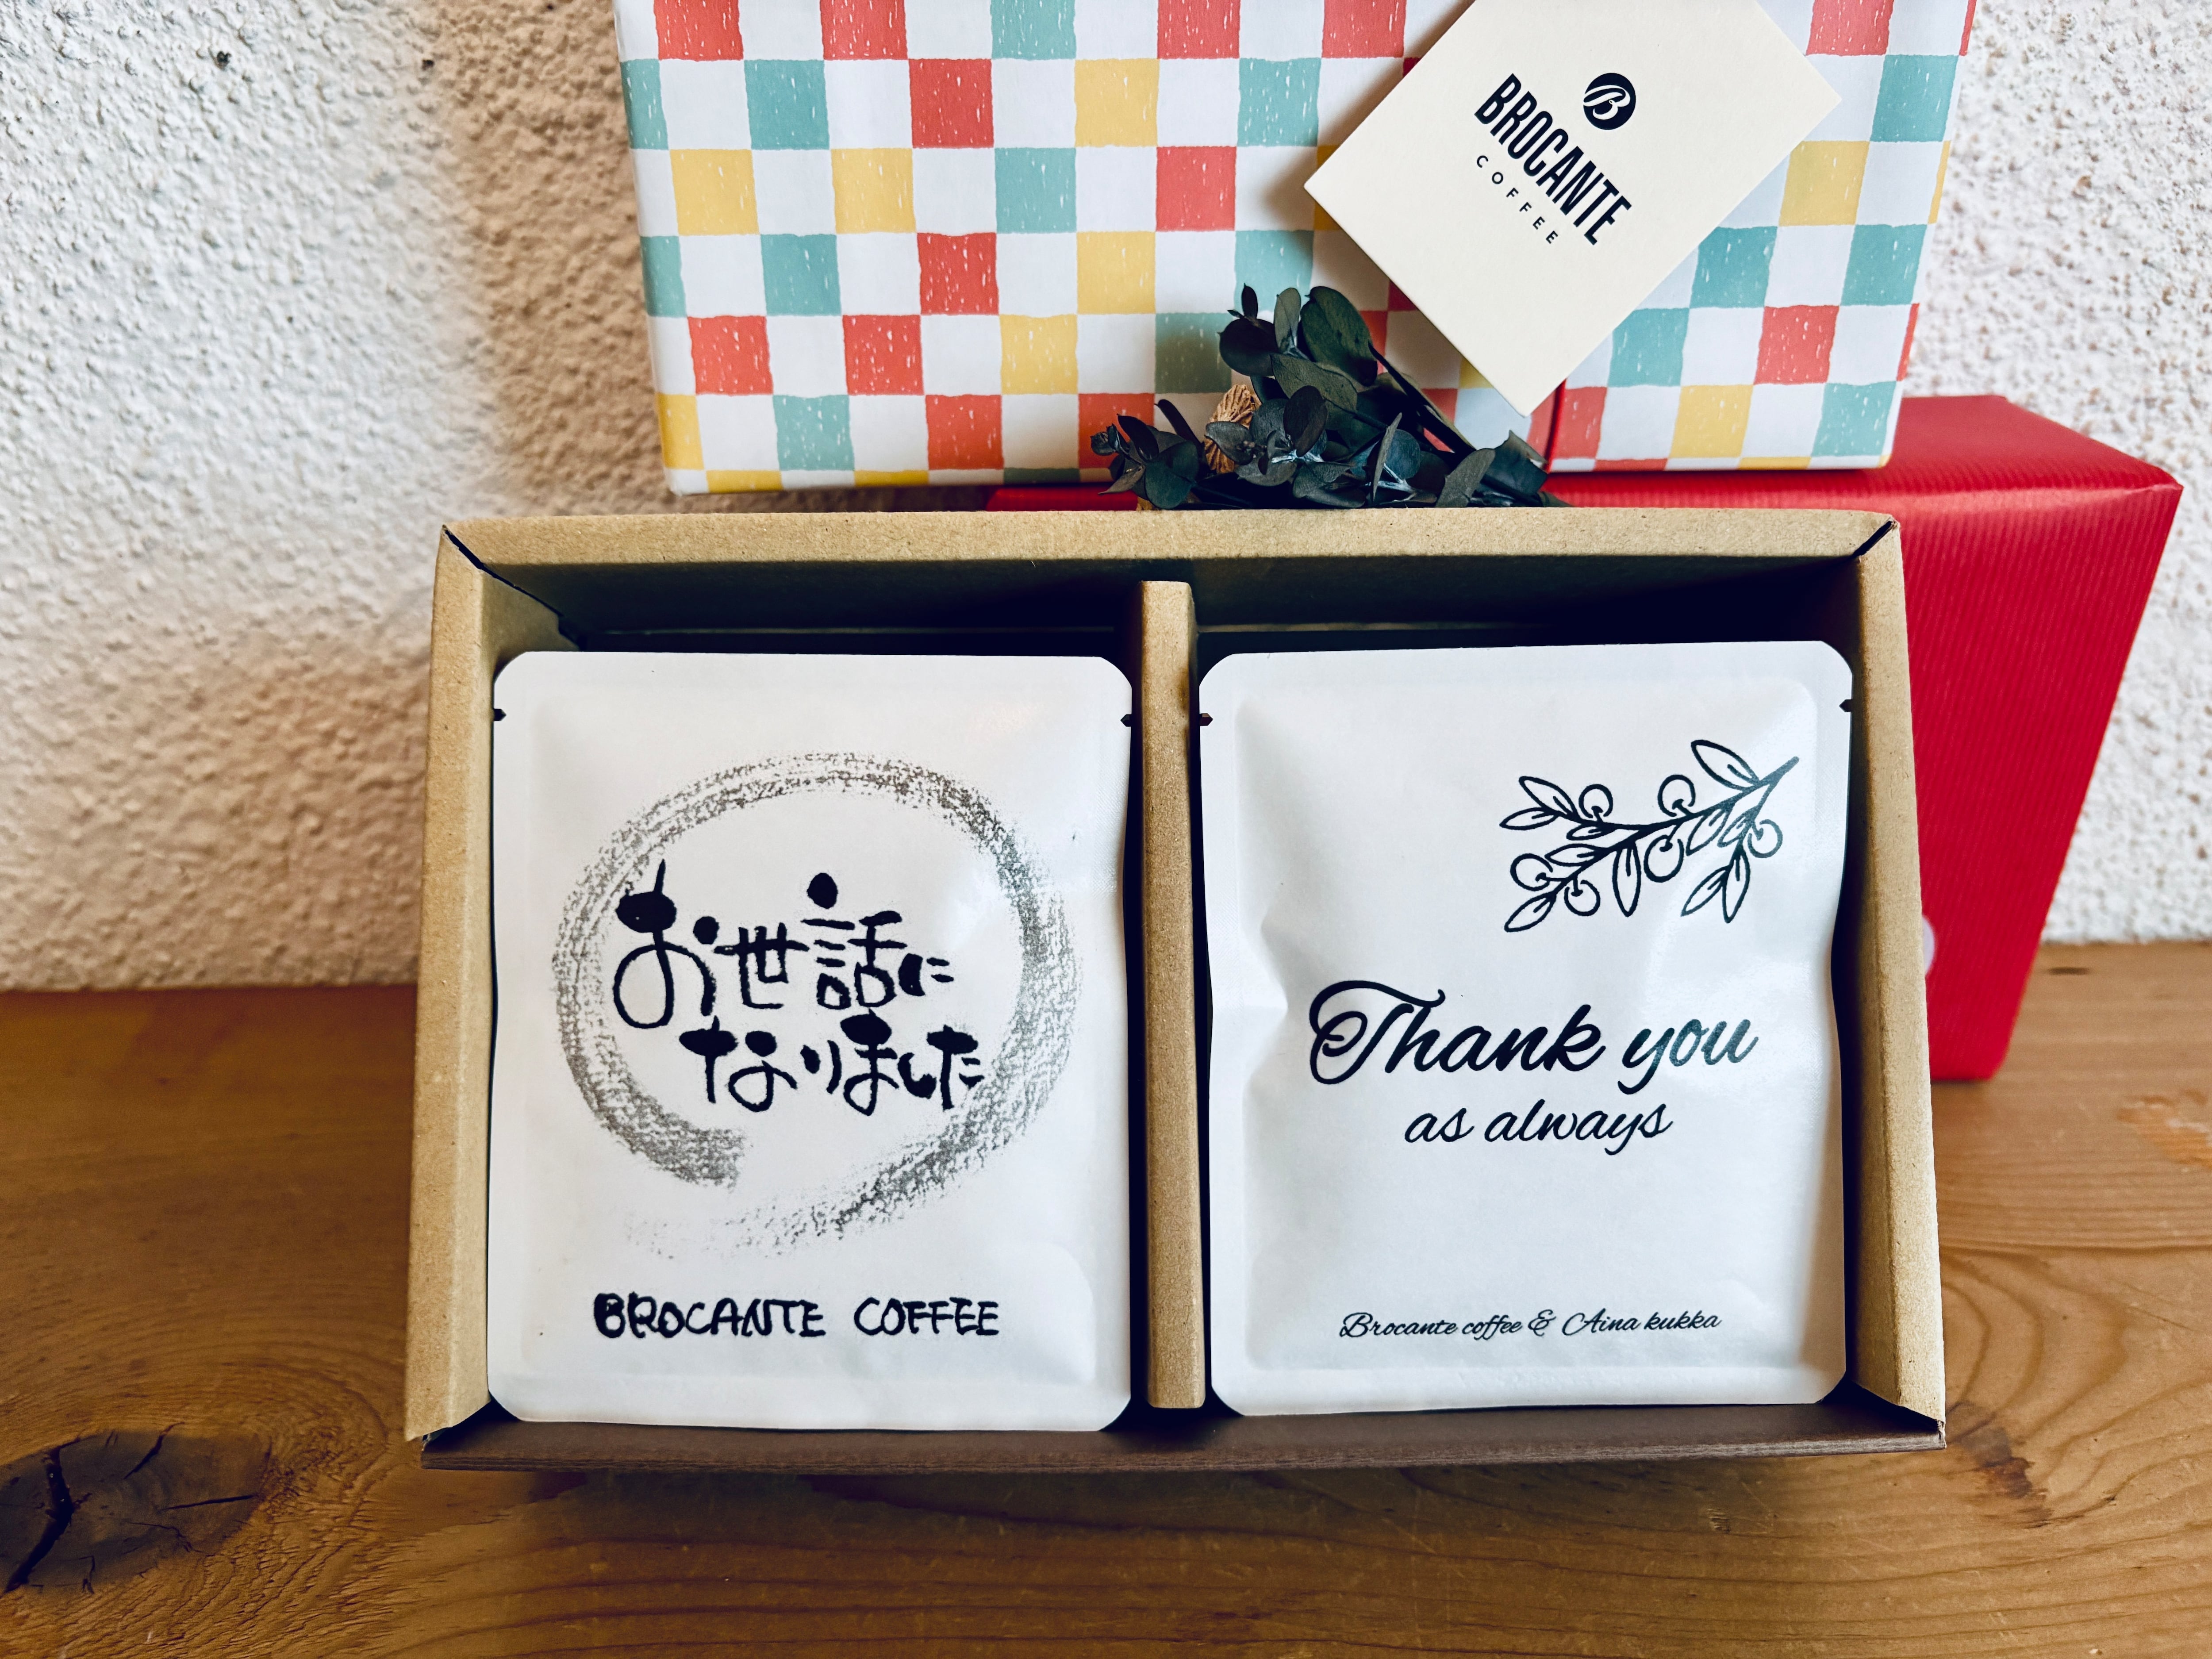 BROCANTE
COFFEE
お世話に
なりました
BROCANTE COFFEE
Thank you
as always
Brocante coffee & Aina kukka